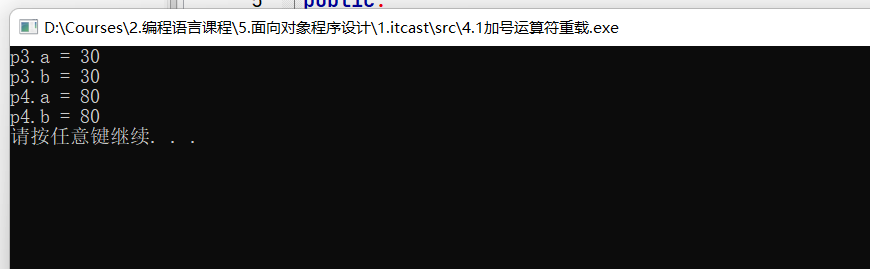 5 public:
D:\Courses\2.编程语言课程\5.面向对象程序设计\1.itcast\src\4.1加号运算符重载.exe
p3.a = 30
p3.b = 30
p4.a = 80
p4.b = 80
请按任意键继续. . .